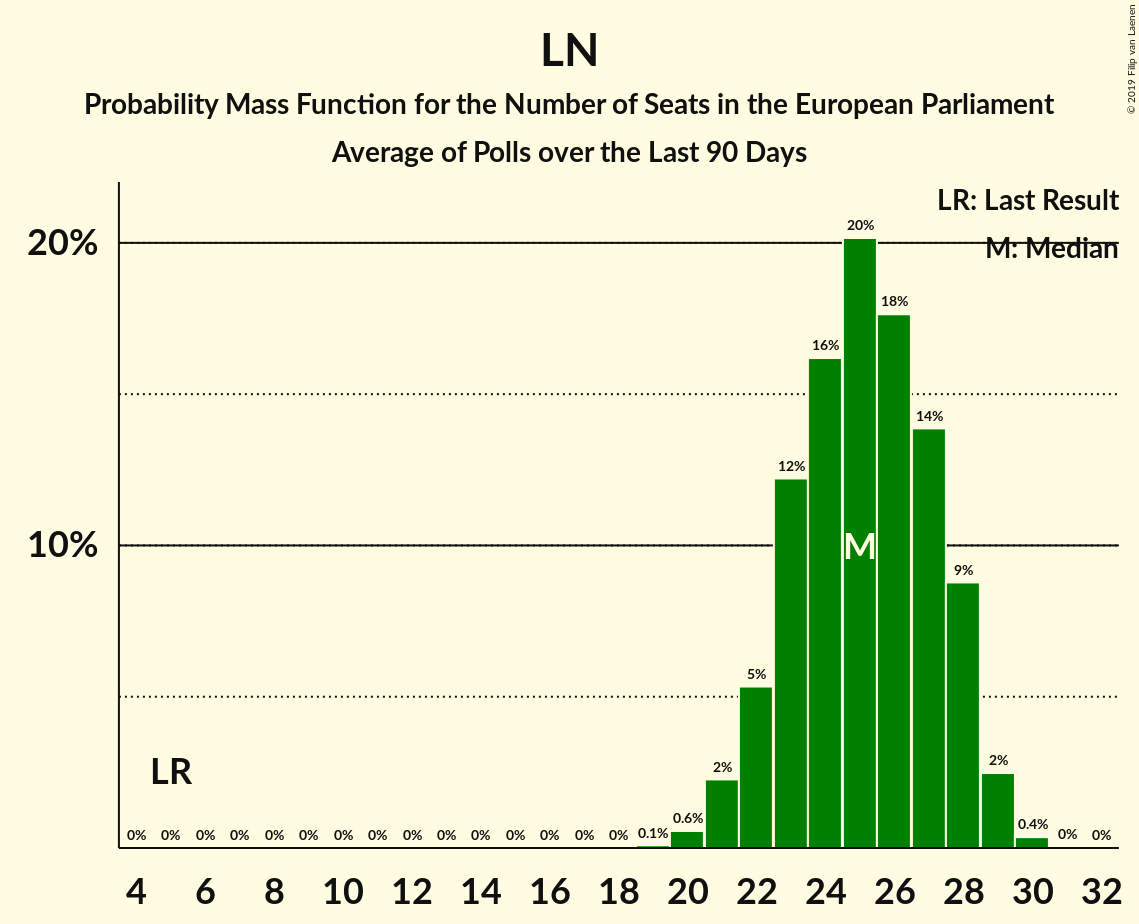 LN
Probability Mass Function for the Number of Seats in the European Parliament
Average of Polls over the Last 90 Days
© 2019 Filip van Laenen
LR: Last Result
M: Median
20%
10%
20%
18%
16%
14%
12%
M
9%
5%
LR
2%
2%
0% 0% 0% 0% 0% 0% 0% 0% 0% 0% 0% 0% 0% 0% 0% 0.1% 0.6% 0.4% 0% 0%
4 6 8 10 12 14 16 18 20 22 24 26 28 30 32